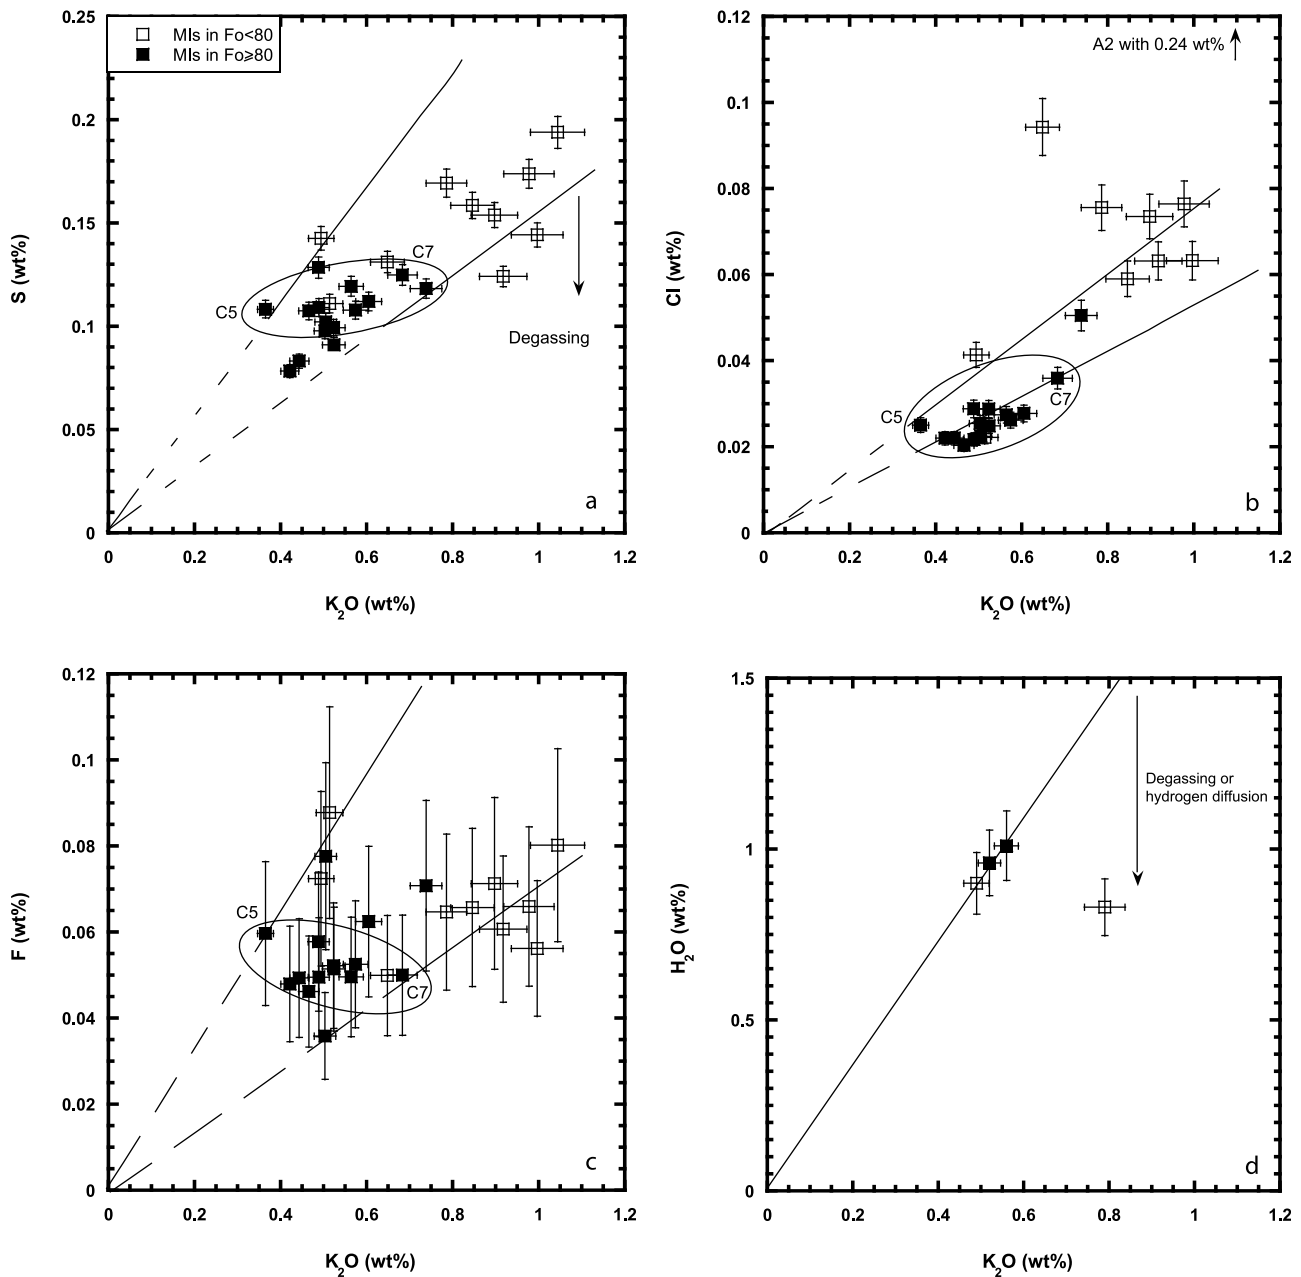 MIs in Fo<80
MIs in Fo⩾80
0.25
0.2
0.15
0.1
0.05
0
S (wt%)
C5
C7
Degassing
a
0 0.2 0.4 0.6 0.8 1 1.2
K2O (wt%)
0.12
0.1
0.08
0.06
0.04
0.02
0
Cl (wt%)
A2 with 0.24 wt%
C5
C7
b
0 0.2 0.4 0.6 0.8 1 1.2
K2O (wt%)
0.12
0.1
0.08
0.06
0.04
0.02
0
F (wt%)
C5
C7
c
0 0.2 0.4 0.6 0.8 1 1.2
K2O (wt%)
1.5
1
0.5
0
H2O (wt%)
Degassing or
hydrogen diffusion
d
0 0.2 0.4 0.6 0.8 1 1.2
K2O (wt%)